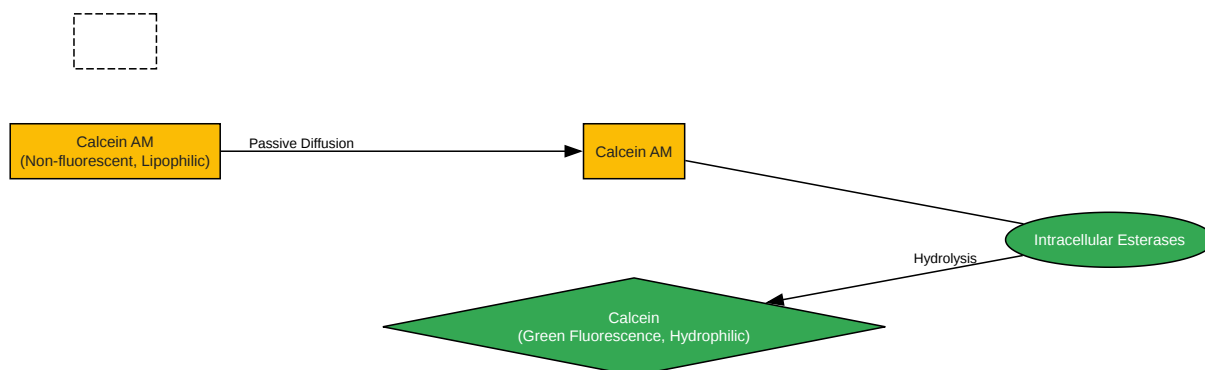 Calcein AM
(Non-fluorescent, Lipophilic)
Passive Diffusion
Calcein AM
Intracellular Esterases
Hydrolysis
Calcein
(Green Fluorescence, Hydrophilic)